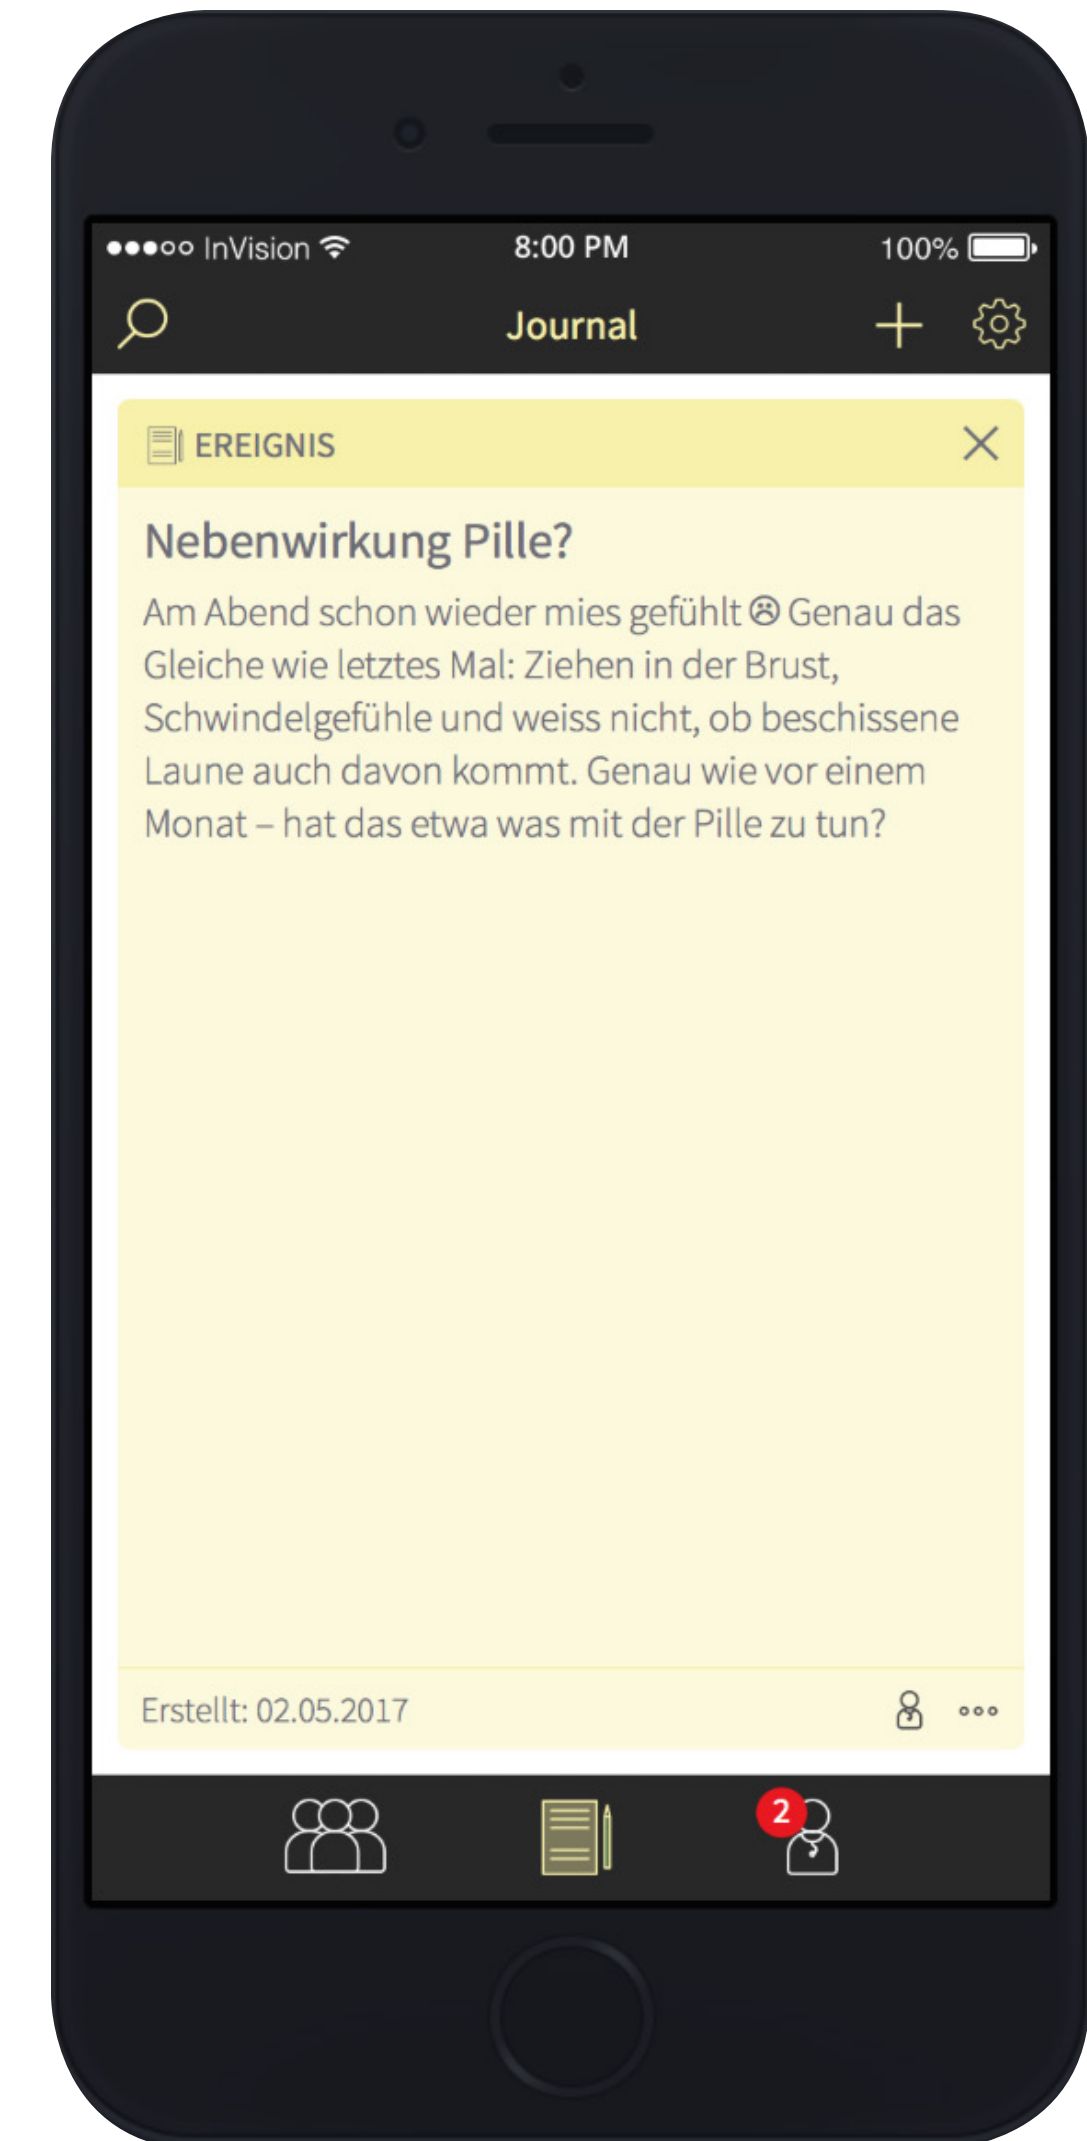 InVision 8:00 PM 100%
Journal
EREIGNIS
Nebenwirkung Pille?
Am Abend schon wieder mies gefühlt ☹ Genau das
Gleiche wie letztes Mal: Ziehen in der Brust,
Schwindelgefühle und weiss nicht, ob beschissene
Laune auch davon kommt. Genau wie vor einem
Monat – hat das etwa was mit der Pille zu tun?
Erstellt: 02.05.2017
2